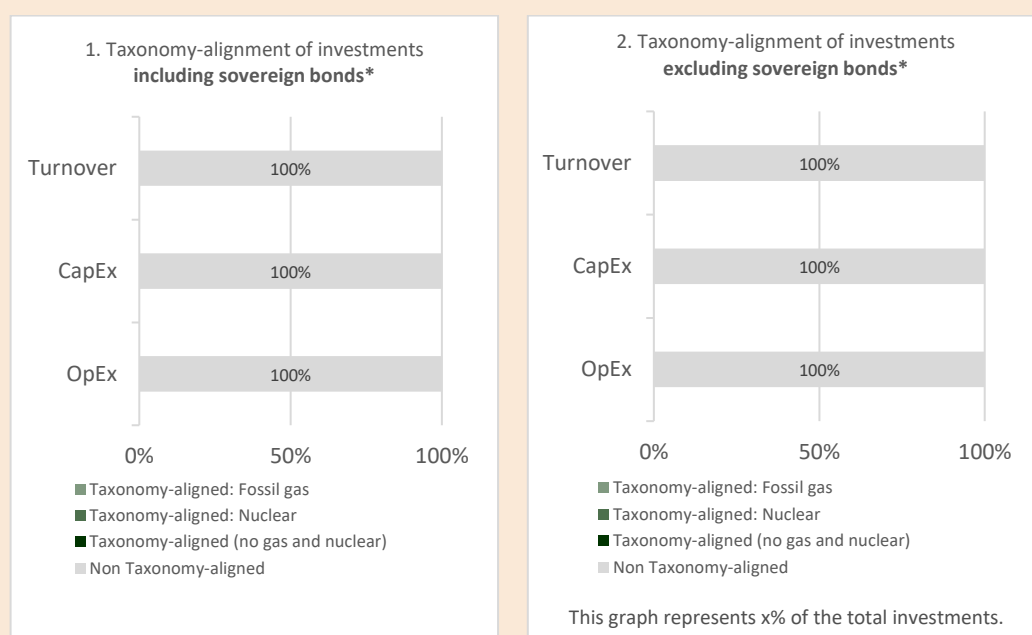 1. Taxonomy-alignment of investments
including sovereign bonds*
Turnover
100%
CapEx
100%
OpEx
100%
0% 50% 100%
Taxonomy-aligned: Fossil gas
Taxonomy-aligned: Nuclear
Taxonomy-aligned (no gas and nuclear)
Non Taxonomy-aligned
2. Taxonomy-alignment of investments
excluding sovereign bonds*
Turnover
100%
CapEx
100%
OpEx
100%
0% 50% 100%
Taxonomy-aligned: Fossil gas
Taxonomy-aligned: Nuclear
Taxonomy-aligned (no gas and nuclear)
Non Taxonomy-aligned
This graph represents x% of the total investments.